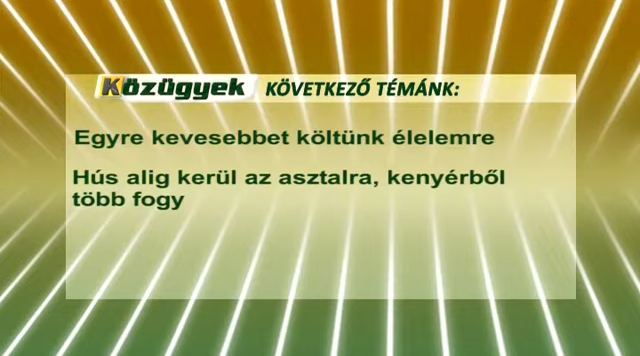 Közügyek KÖVETKEZŐ TÉMÁNK:
Egyre kevesebbet költünk élelemre
Hús alig kerül az asztalra, kenyérből
több fogy